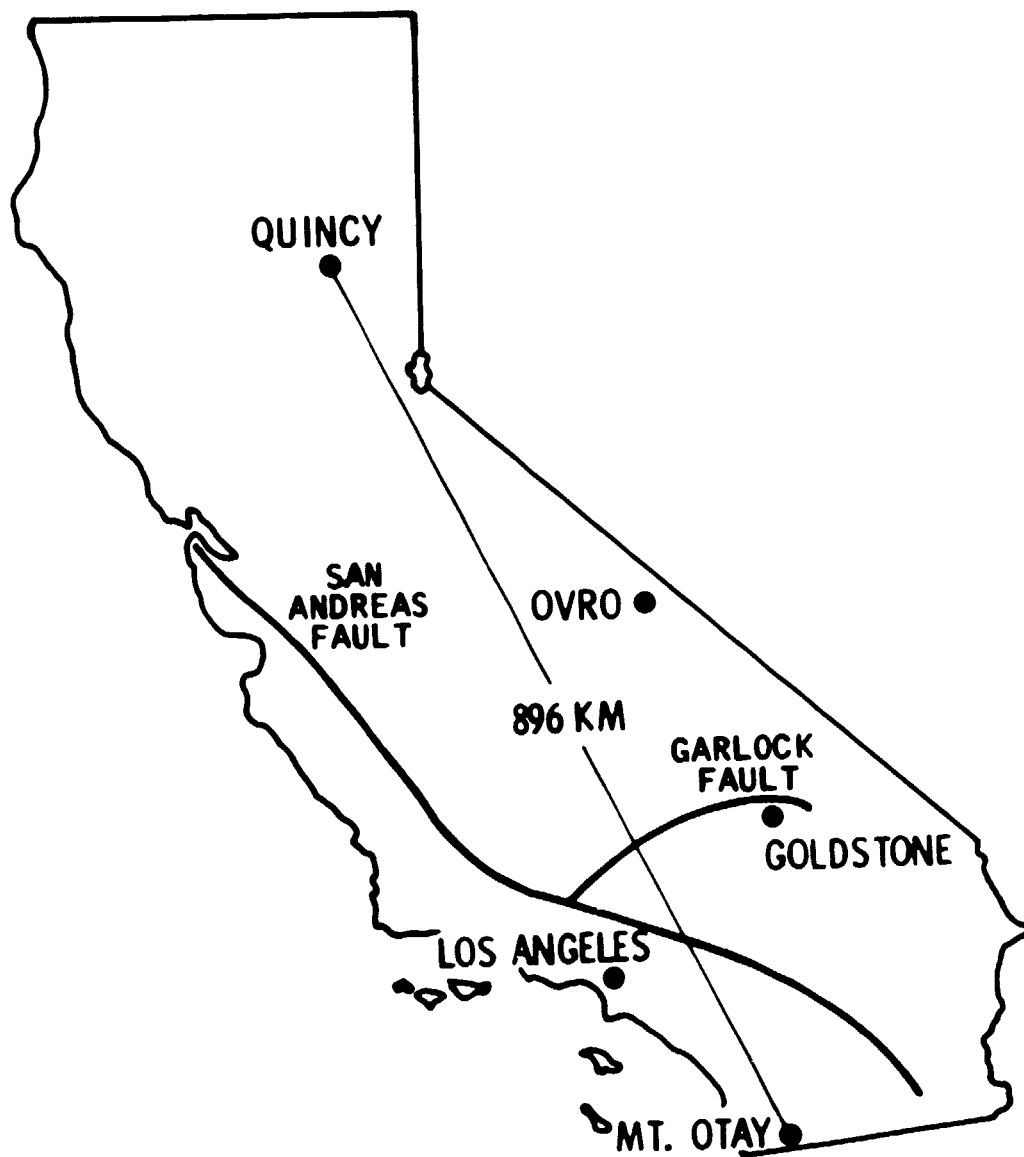 QUINCY
SAN
ANDREAS
FAULT
OVRO
896 KM
GARLOCK
FAULT
GOLDSTONE
LOS ANGELES
MT. OTAY